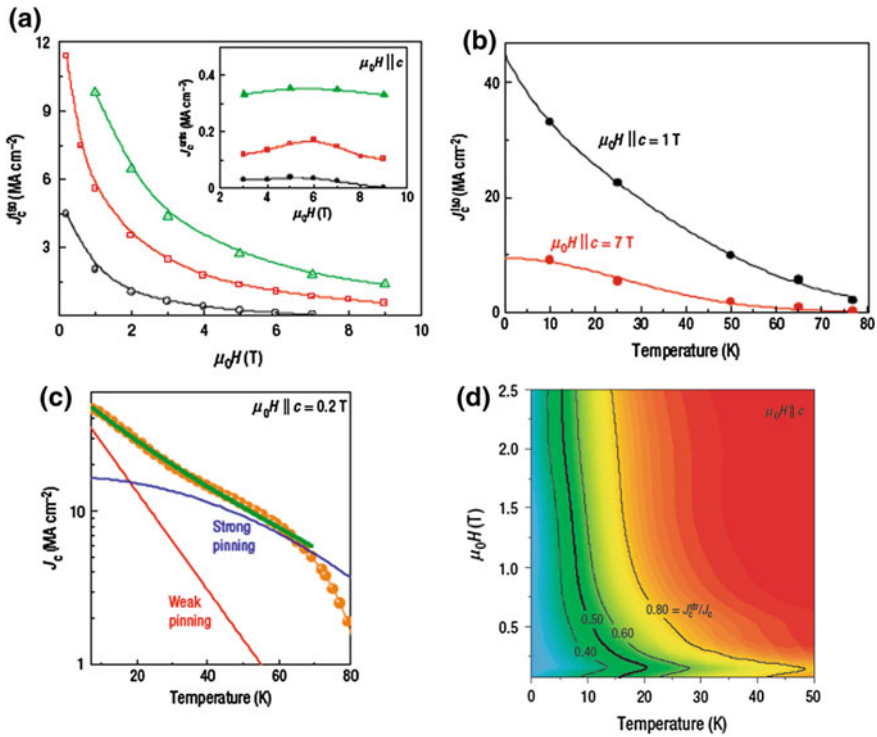 (a)
12
9
6
3
0 2 4 6 8 10
J_c^iso (MA cm⁻²)
μ₀H (T)
μ₀H || c
0.4
0.2
0
2 4 6 8 10
J_c^anis (MA cm⁻²)
μ₀H (T)
(b)
40
20
0
0 10 20 30 40 50 60 70 80
J_c^iso (MA cm⁻²)
μ₀H || c = 1 T
μ₀H || c = 7 T
Temperature (K)
(c)
μ₀H || c = 0.2 T
10
1
J_c (MA cm⁻²)
Strong
pinning
Weak
pinning
20 40 60 80
Temperature (K)
(d)
μ₀H || c
2.5
2.0
1.5
1.0
0.5
μ₀H (T)
0.80 = J_c^str/J_c
0.50
0.60
0.40
0 10 20 30 40 50
Temperature (K)